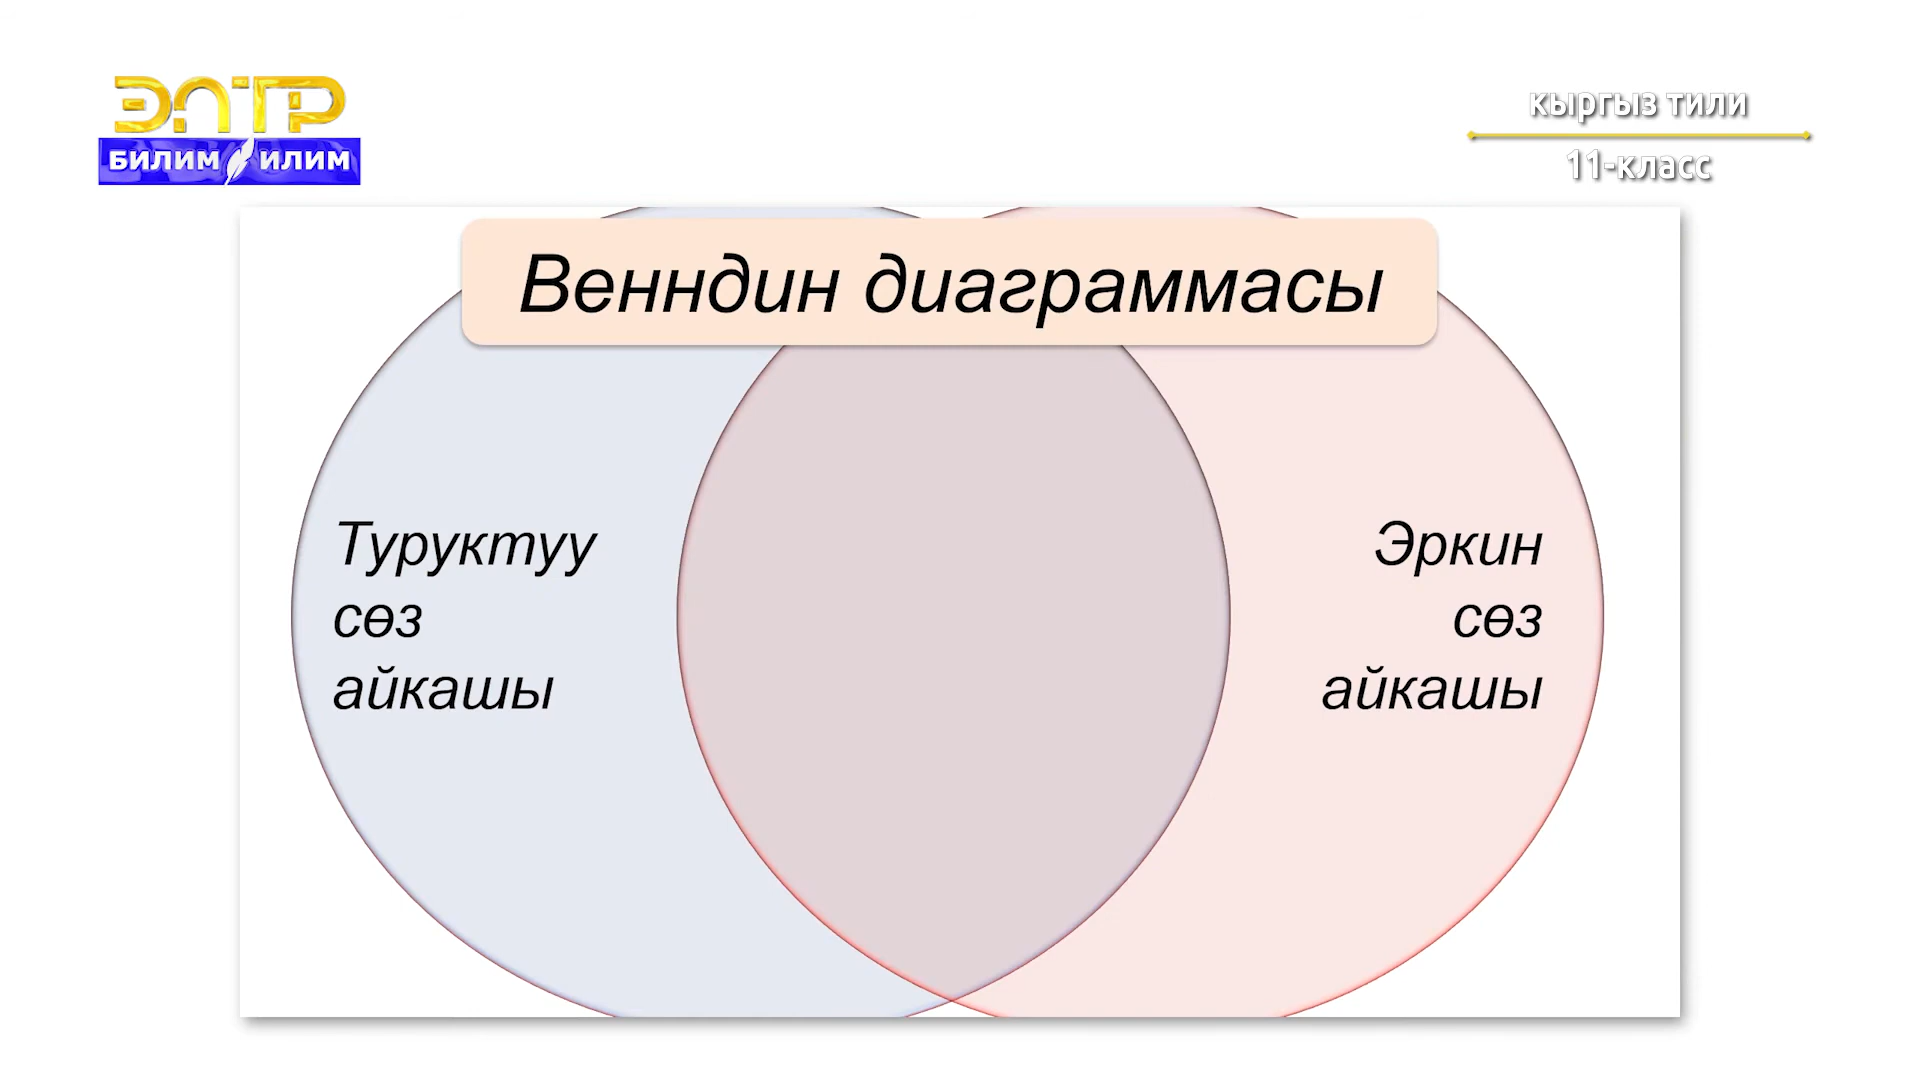 ЭЛТР
БИЛИМ ИЛИМ
кыргыз тили
11-класс
Венндин диаграммасы
Туруктуу
сөз
айкашы
Эркин
сөз
айкашы